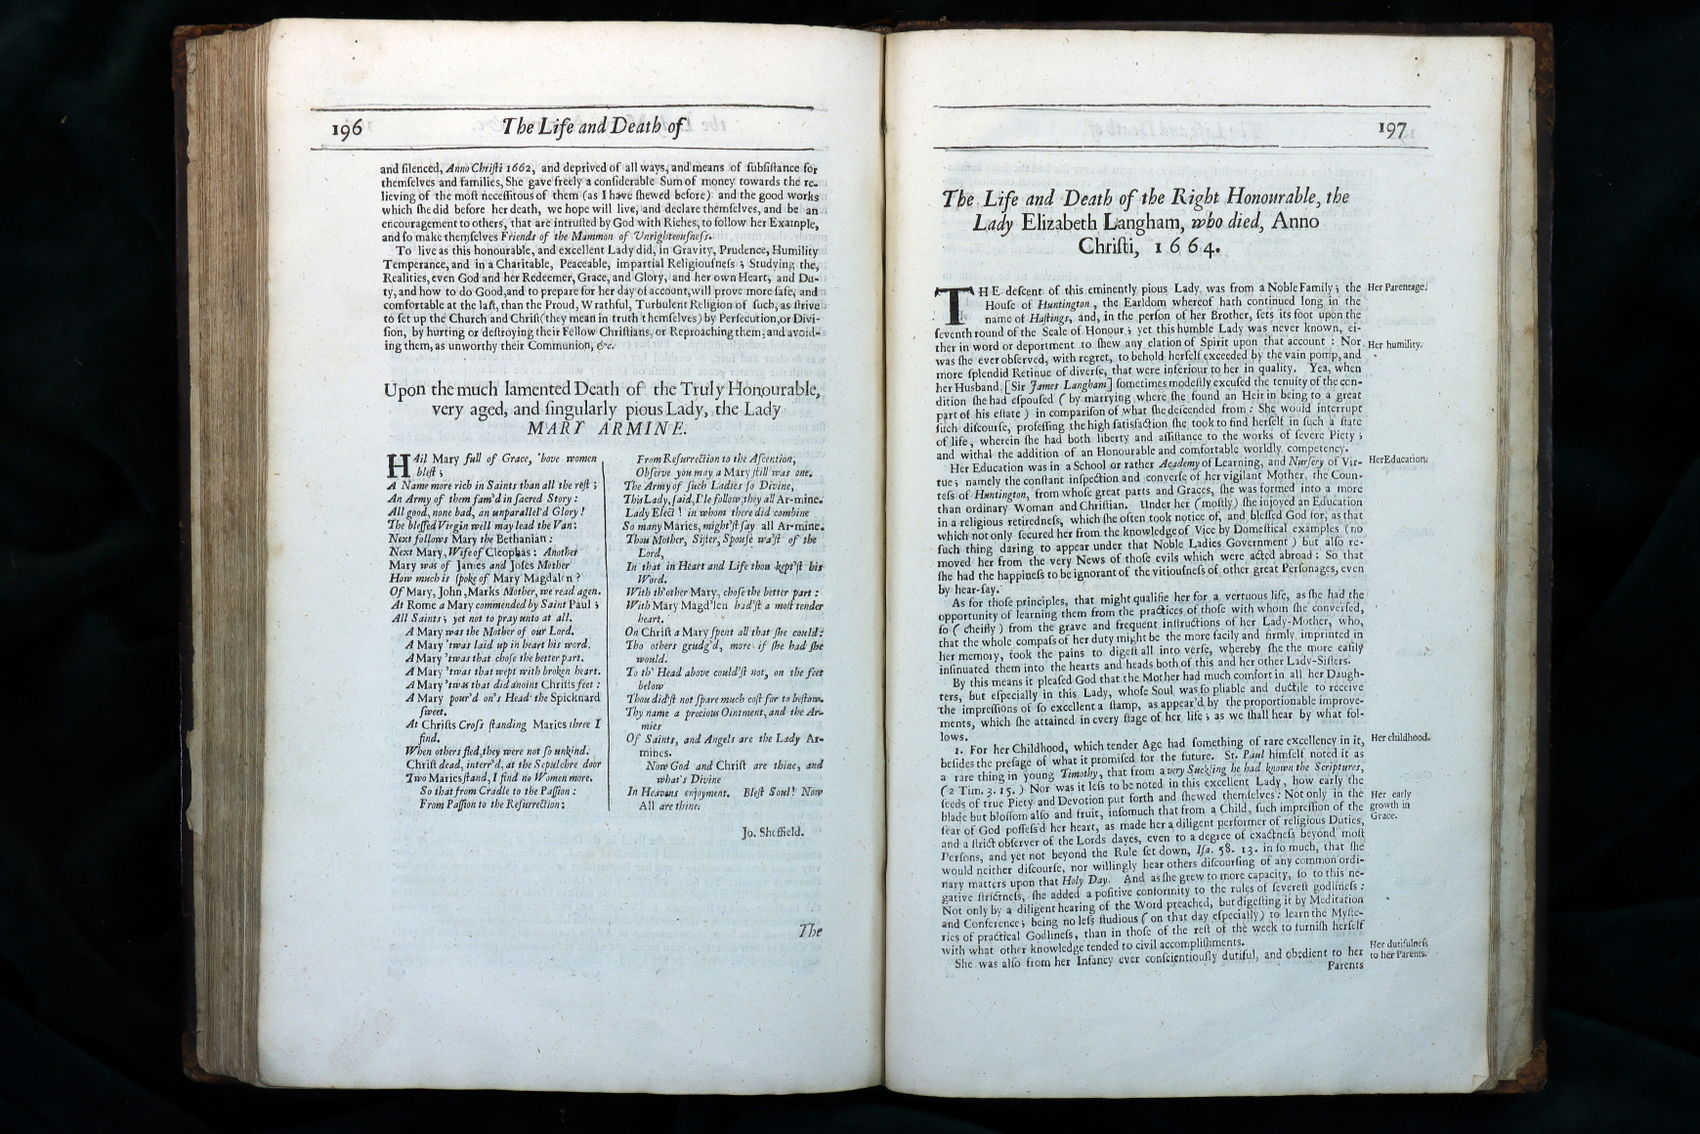 196
The Life and Death of
and silenced, Anno Christi 1662, and deprived of all ways, and means of subsistance for
themselves and families, She gave freely a considerable Sum of money towards the re-
lieving of the most necessitous of them (as I have shewed before) and the good works
which she did before her death, we hope will live, and declare themselves, and be an
encouragement to others, that are intrusted by God with Riches, to follow her Example,
and so make themselves Friends of the Mammon of Unrighteousness.
To live as this honourable, and excellent Lady did, in Gravity, Prudence, Humility
Temperance, and in a Charitable, Peaceable, impartial Religiousness; Studying the,
Realities, even God and her Redeemer, Grace, and Glory, and her own Heart, and Du-
ty, and how to do Good, and to prepare for her day of account, will prove more safe, and
comfortable at the last, than the Proud, Wrathful, Turbulent Religion of such, as strive
to set up the Church and Christ (they mean in truth themselves) by Persecution, or Divi-
sion, by hurting or destroying their Fellow Christians, or Reproaching them, and avoid-
ing them, as unworthy their Communion, &c.
Upon the much lamented Death of the Truly Honourable,
very aged, and singularly pious Lady, the Lady
MARY ARMINE.
HAil Mary full of Grace, 'bove women
blest;
A Name more rich in Saints than all the rest;
An Army of them fam'd in sacred Story:
All good, none bad, an unparallel'd Glory!
The blessed Virgin well may lead the Van:
Next follows Mary the Bethanian:
Next Mary, Wife of Cleophas: Another
Mary was of James and Joses Mother
How much is spoke of Mary Magdal n?
Of Mary, John, Marks Mother, we read agen.
At Rome a Mary commended by Saint Paul;
All Saints; yet not to pray unto at all.
A Mary was the Mother of our Lord.
A Mary 'twas laid up in heart his word.
A Mary 'twas that chose the better part.
A Mary 'twas that wept with broken heart.
A Mary 'twas that did anoint Christs feet:
A Mary pour'd on's Head the Spicknard
sweet.
At Christs Cross standing Maries three I
find.
When others fled, they were not so unkind.
Christ dead, interr'd, at the Sepulchre door
Two Maries stand, I find no Women more.
So that from Cradle to the Passion:
From Passion to the Resurrection:
From Resurrection to the Ascention,
Observe you may a Mary still was one.
The Army of such Ladies so Divine,
This Lady, said, I'le follow, they all Ar-mine.
Lady Elect! in whom there did combine
So many Maries, might'st say all Ar-mine.
Thou Mother, Sister, Spouse wa'st of the
Lord,
In that in Heart and Life thou kept'st his
Word.
With th'other Mary, chose the better part:
With Mary Magd'len had'st a most tender
heart.
On Christ a Mary spent all that she could:
Tho others grudg'd, more if she had she
would.
To th' Head above could'st not, on the feet
below
Thou did'st not spare much cost for to bestow.
Thy name a precious Ointment, and the Ar-
mies
Of Saints, and Angels are the Lady Ar-
mines.
Now God and Christ are thine, and
what's Divine
In Heavens enjoyment. Blest Soul! Now
All are thine.
Jo. Sheffield.
The
197
The Life and Death of the Right Honourable, the
Lady Elizabeth Langham, who died, Anno
Christi, 1664.
THE descent of this eminently pious Lady was from a Noble Family; the
Her Parentage.
House of Huntington, the Earldom whereof hath continued long in the
name of Hastings, and, in the person of her Brother, sets its foot upon the
seventh round of the Scale of Honour; yet this humble Lady was never known, ei-
ther in word or deportment to shew any elation of Spirit upon that account: Nor
Her humility.
was she ever observed, with regret, to behold herself exceeded by the vain pomp, and
more splendid Retinue of diverse, that were inferiour to her in quality. Yea, when
her Husband [Sir James Langham] sometimes modestly excused the tenuity of the con-
dition she had espoused (by marrying where she found an Heir in being to a great
part of his estate) in comparison of what she descended from: She would interrupt
such discourse, professing the high satisfaction she took to find herself in such a state
of life, wherein she had both liberty and assistance to the works of severe Piety;
and withal the addition of an Honourable and comfortable worldly competency.
Her Education was in a School or rather Academy of Learning, and Nursery of Vir-
Her Education.
tue; namely the constant inspection and converse of her vigilant Mother, the Coun-
tess of Huntington, from whose great parts and Graces, she was formed into a more
than ordinary Woman and Christian. Under her (mostly) she injoyed an Education
in a religious retiredness, which she often took notice of, and blessed God for, as that
which not only secured her from the knowledge of Vice by Domestical examples (no
such thing daring to appear under that Noble Ladies Government) but also re-
moved her from the very News of those evils which were acted abroad: So that
she had the happiness to be ignorant of the vitiousness of other great Personages, even
by hear-say.
As for those principles, that might qualifie her for a vertuous life, as she had the
opportunity of learning them from the practices of those with whom she conversed,
so (cheifly) from the grave and frequent instructions of her Lady-Mother, who,
that the whole compass of her duty might be the more facily and firmly imprinted in
her memory, took the pains to digest all into verse, whereby she the more easily
insinuated them into the hearts and heads both of this and her other Lady-Sisters.
By this means it pleased God that the Mother had much comfort in all her Daugh-
ters, but especially in this Lady, whose Soul was so pliable and ductile to receive
the impressions of so excellent a stamp, as appear'd by the proportionable improve-
ments, which she attained in every stage of her life; as we shall hear by what fol-
lows.
1. For her Childhood, which tender Age had something of rare excellency in it,
Her childhood.
besides the presage of what it promised for the future. St. Paul himself noted it as
a rare thing in young Timothy, that from a very Suckling he had known the Scriptures,
(2 Tim. 3. 15.) Nor was it less to be noted in this excellent Lady, how early the
seeds of true Piety and Devotion put forth and shewed themselves: Not only in the
Her early
blade but blossom also and fruit, insomuch that from a Child, such impression of the
growth in
fear of God possess'd her heart, as made her a diligent performer of religious Duties,
Grace.
and a strict observer of the Lords dayes, even to a degree of exactness beyond most
Persons, and yet not beyond the Rule set down, Isa. 58. 13. in so much, that she
would neither discourse, nor willingly hear others discoursing of any common ordi-
nary matters upon that Holy Day. And as she grew to more capacity, so to this ne-
gative strictness, she added a positive conformity to the rules of severest godliness:
Not only by a diligent hearing of the Word preached, but digesting it by Meditation
and Conference; being no less studious (on that day especially) to learn the Myste-
ries of practical Godliness, than in those of the rest of the week to furnish herself
with what other knowledge tended to civil accomplishments.
Her dutifulness
She was also from her Infancy ever conscientiously dutiful, and obedient to her
to her Parents.
Parents